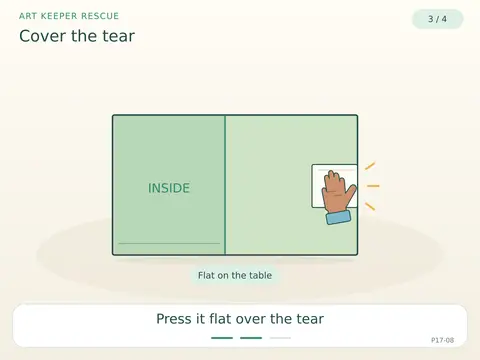 ART KEEPER RESCUE
3 / 4
Cover the tear
INSIDE
Flat on the table
Press it flat over the tear
P17-08